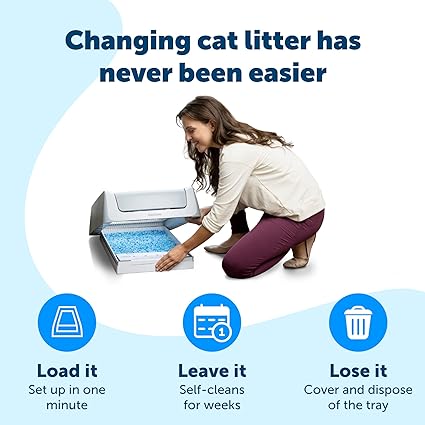 Changing cat litter has
never been easier
1
Load it
Set up in one
minute
Leave it
Self-cleans
for weeks
Lose it
Cover and dispose
of the tray